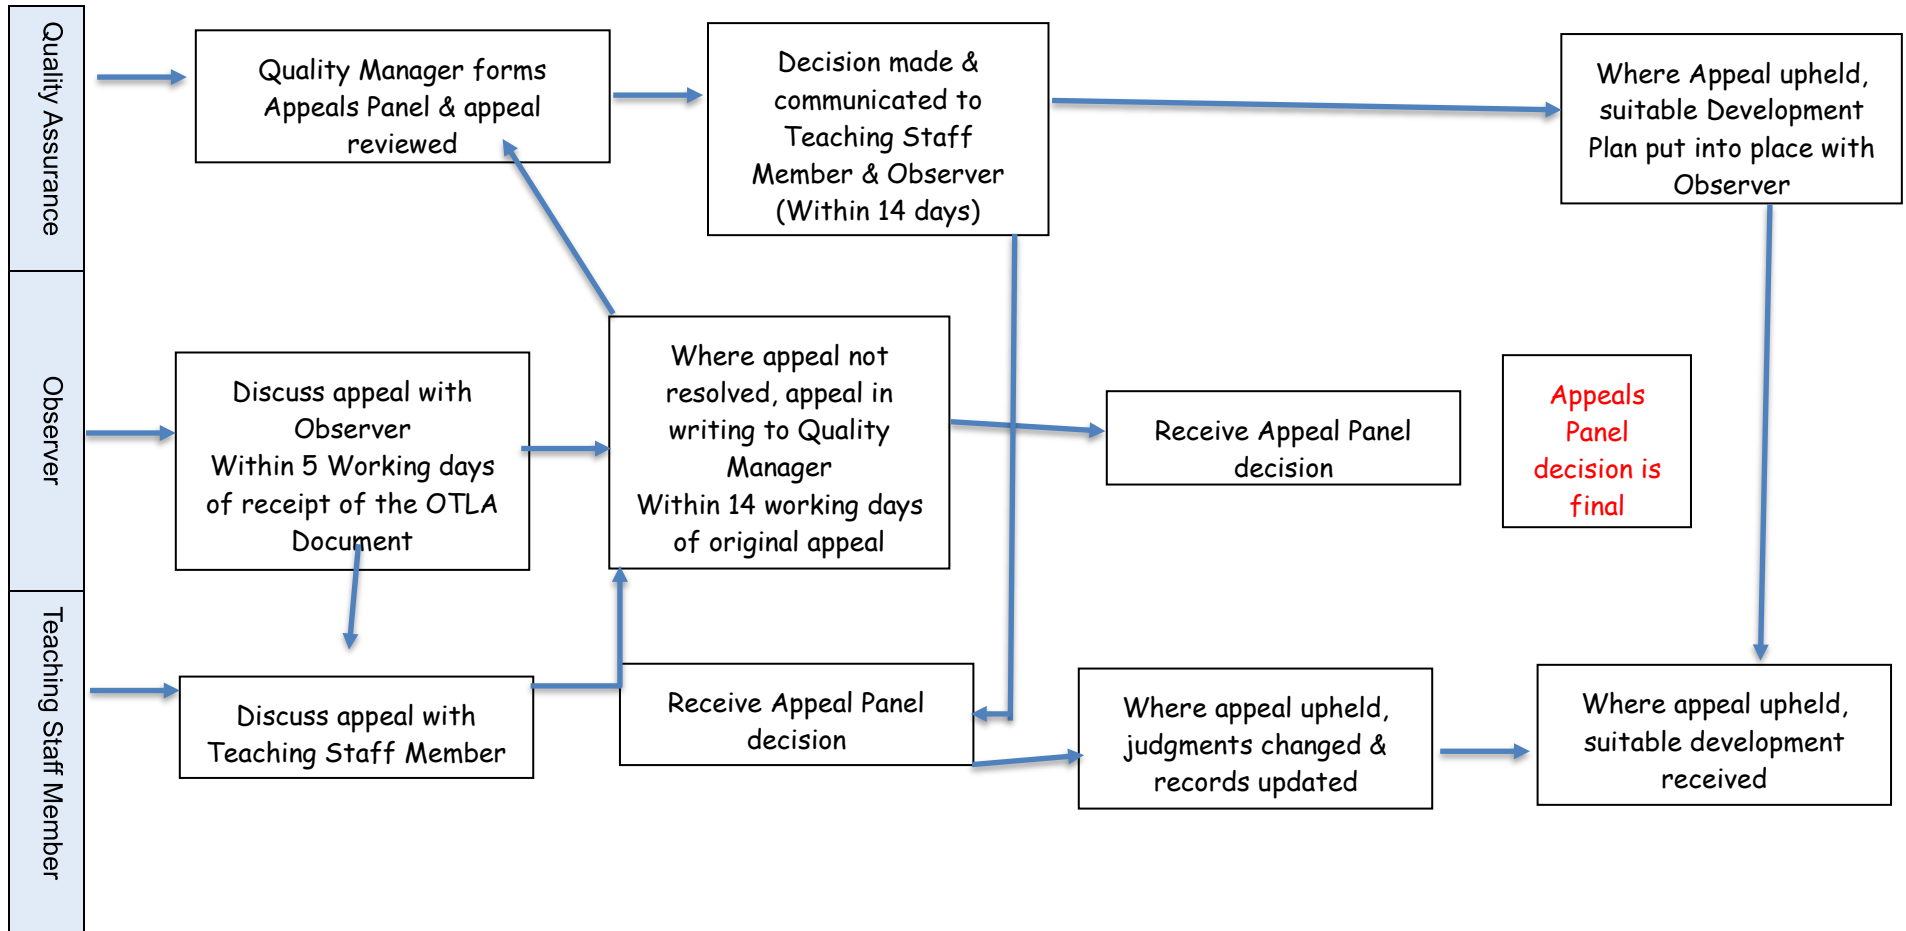 Quality Assurance
Quality Manager forms
Appeals Panel & appeal
reviewed
Decision made &
communicated to
Teaching Staff
Member & Observer
(Within 14 days)
Where Appeal upheld,
suitable Development
Plan put into place with
Observer
Observer
Discuss appeal with
Observer
Within 5 Working days
of receipt of the OTLA
Document
Where appeal not
resolved, appeal in
writing to Quality
Manager
Within 14 working days
of original appeal
Receive Appeal Panel
decision
Appeals
Panel
decision is
final
Teaching Staff Member
Discuss appeal with
Teaching Staff Member
Receive Appeal Panel
decision
Where appeal upheld,
judgments changed &
records updated
Where appeal upheld,
suitable development
received